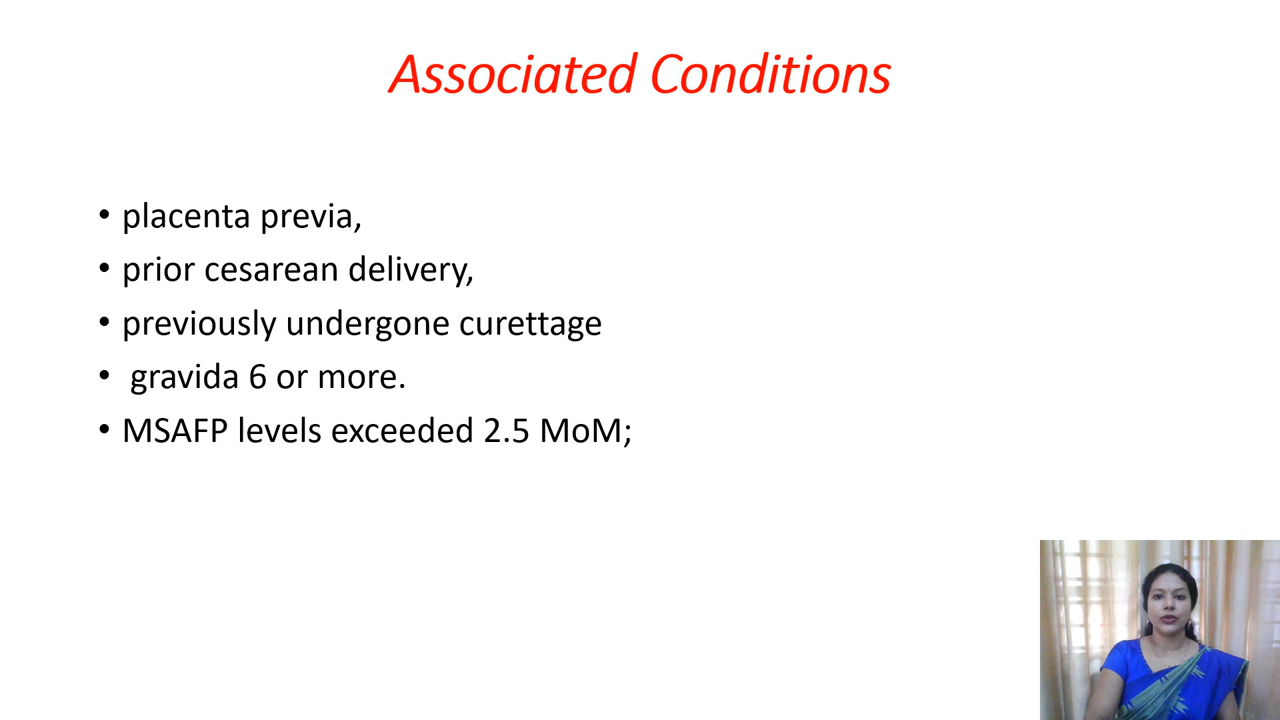 Associated Conditions
• placenta previa,
• prior cesarean delivery,
• previously undergone curettage
• gravida 6 or more.
• MSAFP levels exceeded 2.5 MoM;